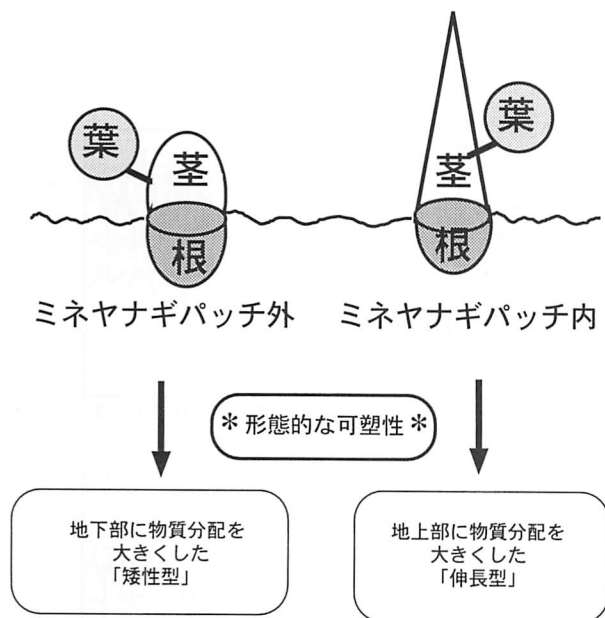 葉
茎
根
葉
茎
根
ミネヤナギパッチ外
ミネヤナギパッチ内
＊形態的な可塑性＊
地下部に物質分配を
大きくした
「矮性型」
地上部に物質分配を
大きくした
「伸長型」